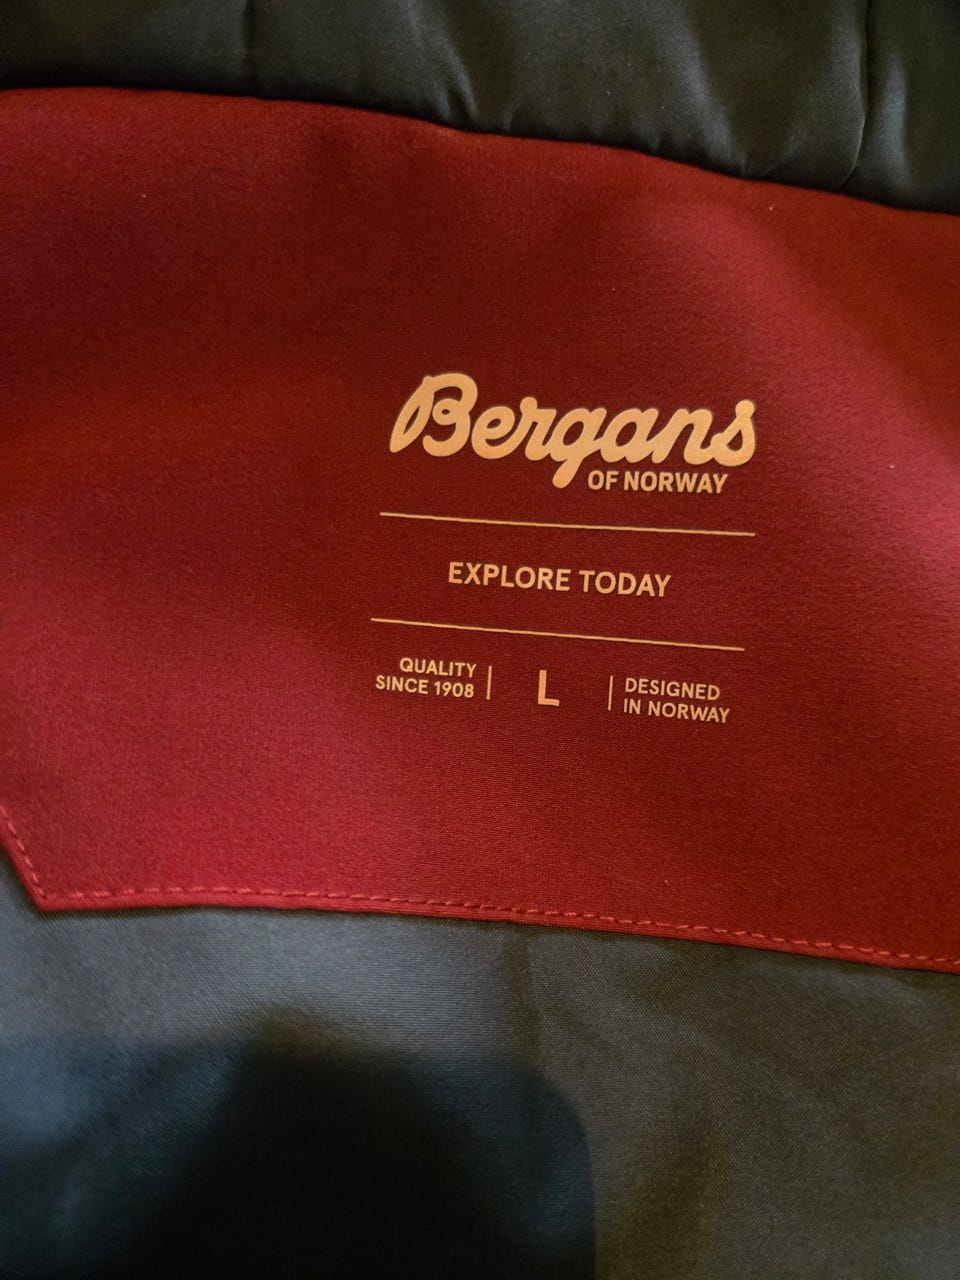 Bergans
OF NORWAY
EXPLORE TODAY
QUALITY
SINCE 1908
L
DESIGNED
IN NORWAY